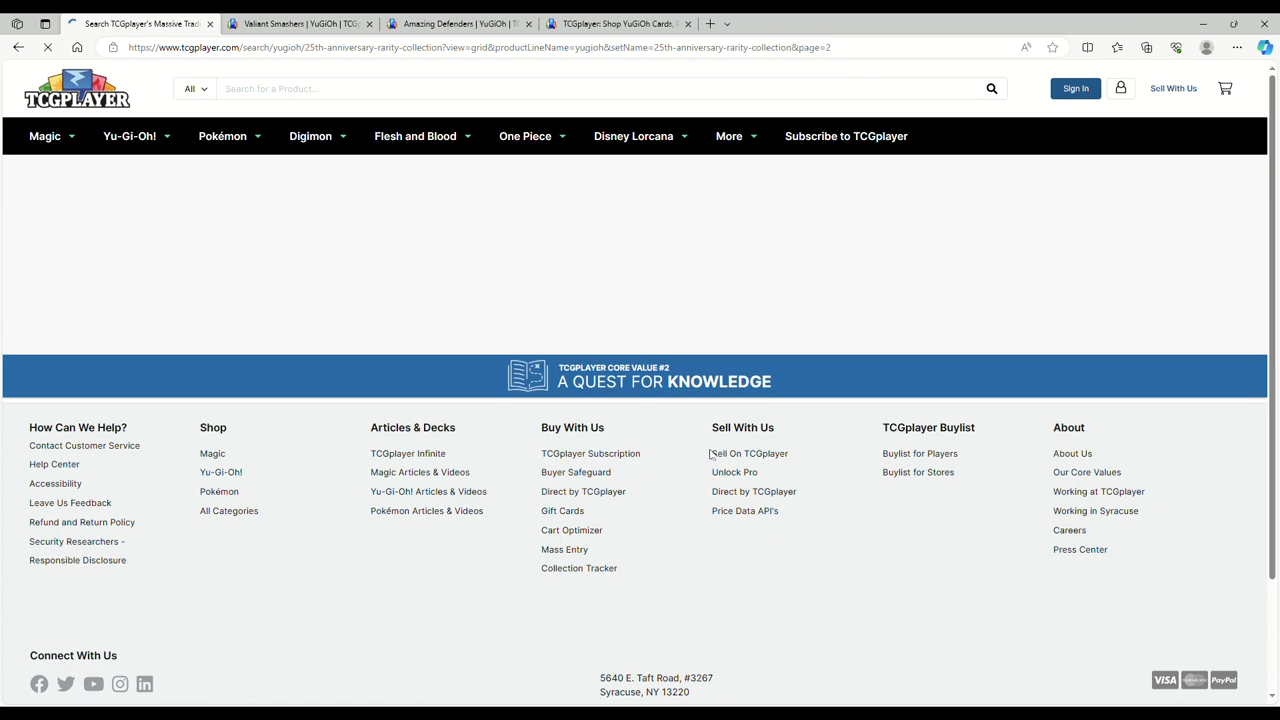 Search TCGplayer's Massive Tradi
Valiant Smashers | YuGiOh | TCG
Amazing Defenders | YuGiOh | TC
TCGplayer: Shop YuGiOh Cards,
https://www.tcgplayer.com/search/yugioh/25th-anniversary-rarity-collection?view=grid&productLineName=yugioh&setName=25th-anniversary-rarity-collection&page=2
TCGPLAYER
All
Search for a Product...
Sign In
Sell With Us
Magic
Yu-Gi-Oh!
Pokémon
Digimon
Flesh and Blood
One Piece
Disney Lorcana
More
Subscribe to TCGplayer
TCGPLAYER CORE VALUE #2
A QUEST FOR KNOWLEDGE
How Can We Help?
Contact Customer Service
Help Center
Accessibility
Leave Us Feedback
Refund and Return Policy
Security Researchers -
Responsible Disclosure
Shop
Magic
Yu-Gi-Oh!
Pokémon
All Categories
Articles & Decks
TCGplayer Infinite
Magic Articles & Videos
Yu-Gi-Oh! Articles & Videos
Pokémon Articles & Videos
Buy With Us
TCGplayer Subscription
Buyer Safeguard
Direct by TCGplayer
Gift Cards
Cart Optimizer
Mass Entry
Collection Tracker
Sell With Us
Sell On TCGplayer
Unlock Pro
Direct by TCGplayer
Price Data API's
TCGplayer Buylist
Buylist for Players
Buylist for Stores
About
About Us
Our Core Values
Working at TCGplayer
Working in Syracuse
Careers
Press Center
Connect With Us
5640 E. Taft Road, #3267
Syracuse, NY 13220
VISA
PayPal